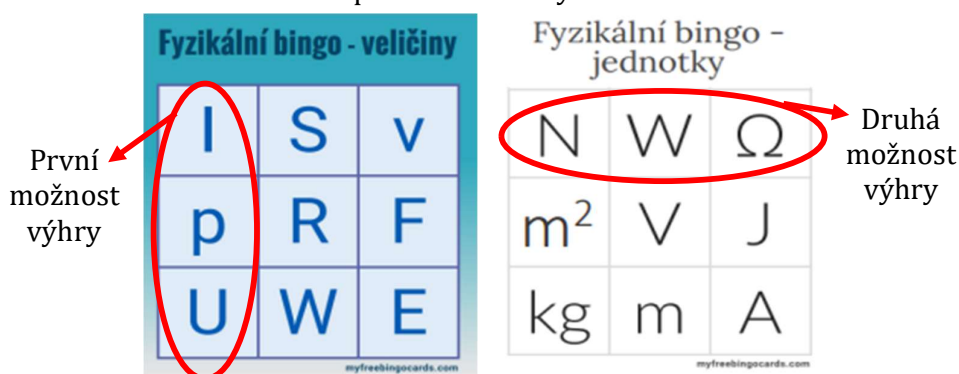 Fyzikální bingo - veličiny
I S v
p R F
U W E
myfreebingocards.com
První
možnost
výhry
Fyzikální bingo –
jednotky
N W Ω
m² V J
kg m A
myfreebingocards.com
Druhá
možnost
výhry